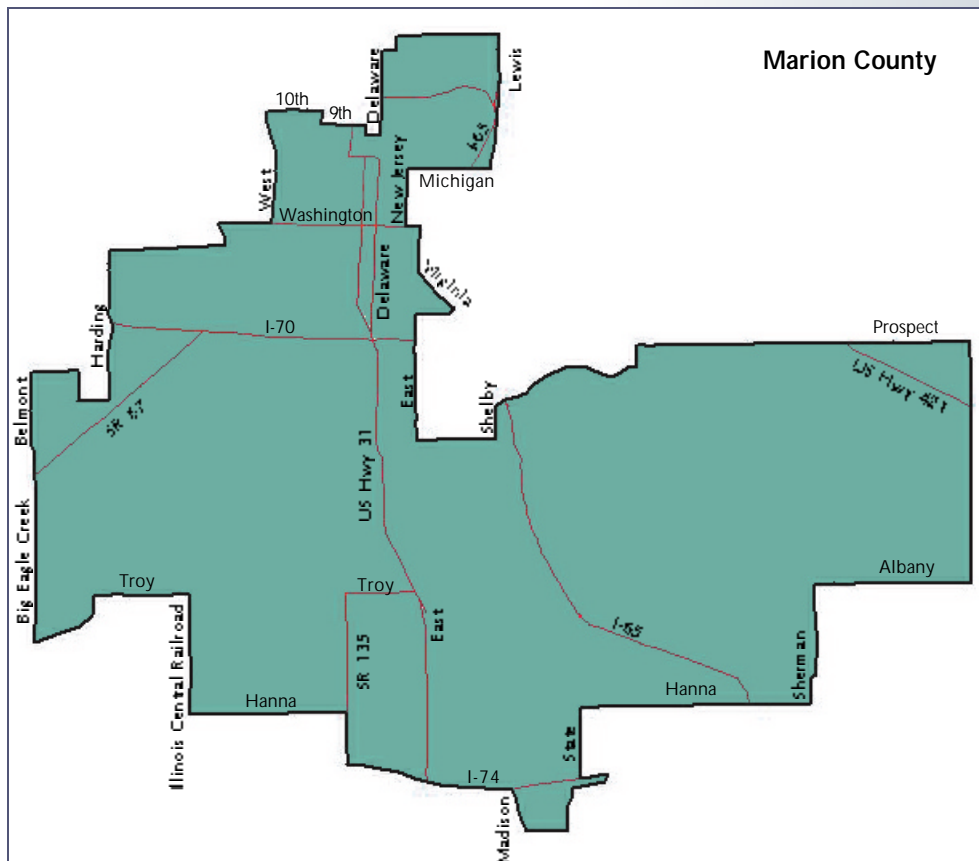 Marion County
Delaware
Lewis
10th
9th
I-65
New Jersey
Michigan
West
Washington
Virginia
Delaware
Harding
I-70
Prospect
US Hwy 421
Belmont
SR 67
East
Shelby
US Hwy 31
Big Eagle Creek
Troy
Troy
Albany
Illinois Central Railroad
SR 135
East
I-65
Sherman
Hanna
Hanna
State
I-74
Madison